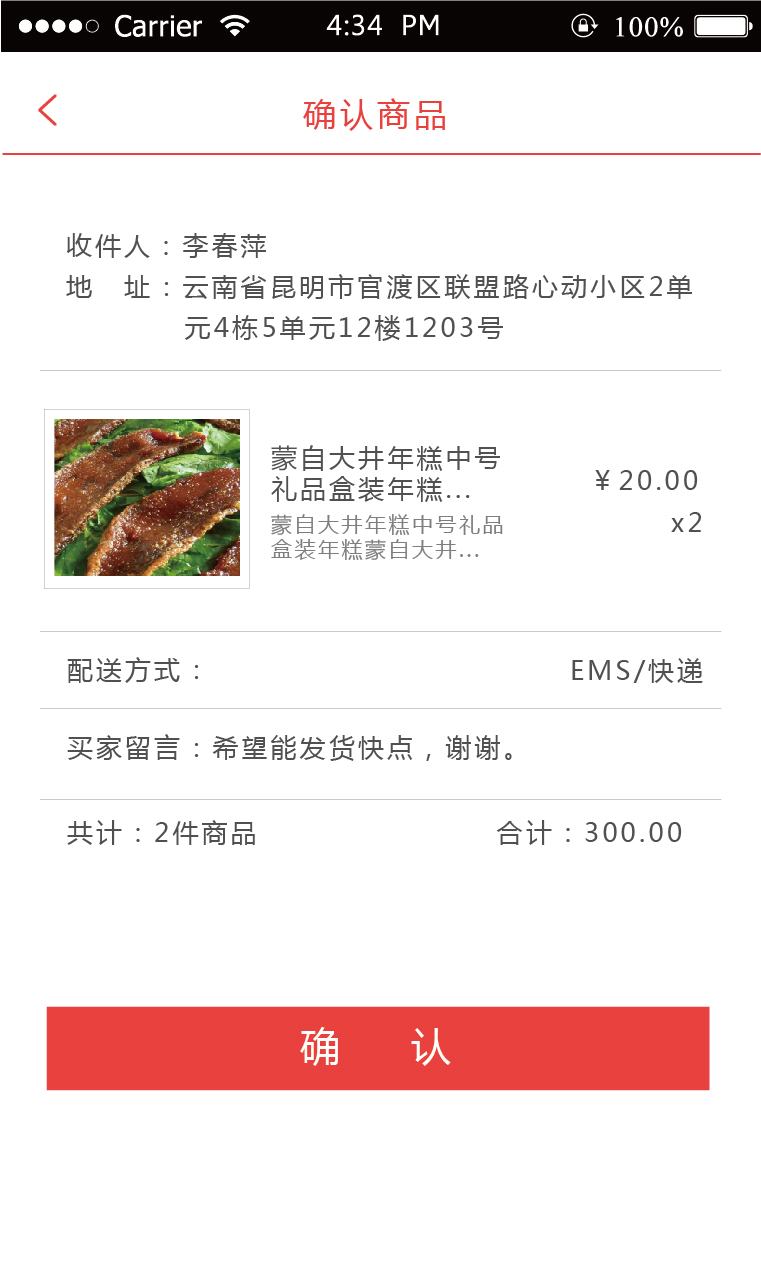 Carrier 4:34 PM 100%
确认商品
收件人：李春萍
地 址：云南省昆明市官渡区联盟路心动小区2单
元4栋5单元12楼1203号
蒙自大井年糕中号
礼品盒装年糕...
¥20.00
蒙自大井年糕中号礼品
盒装年糕蒙自大井...
x2
配送方式： EMS/快递
买家留言：希望能发货快点，谢谢。
共计：2件商品 合计：300.00
确 认